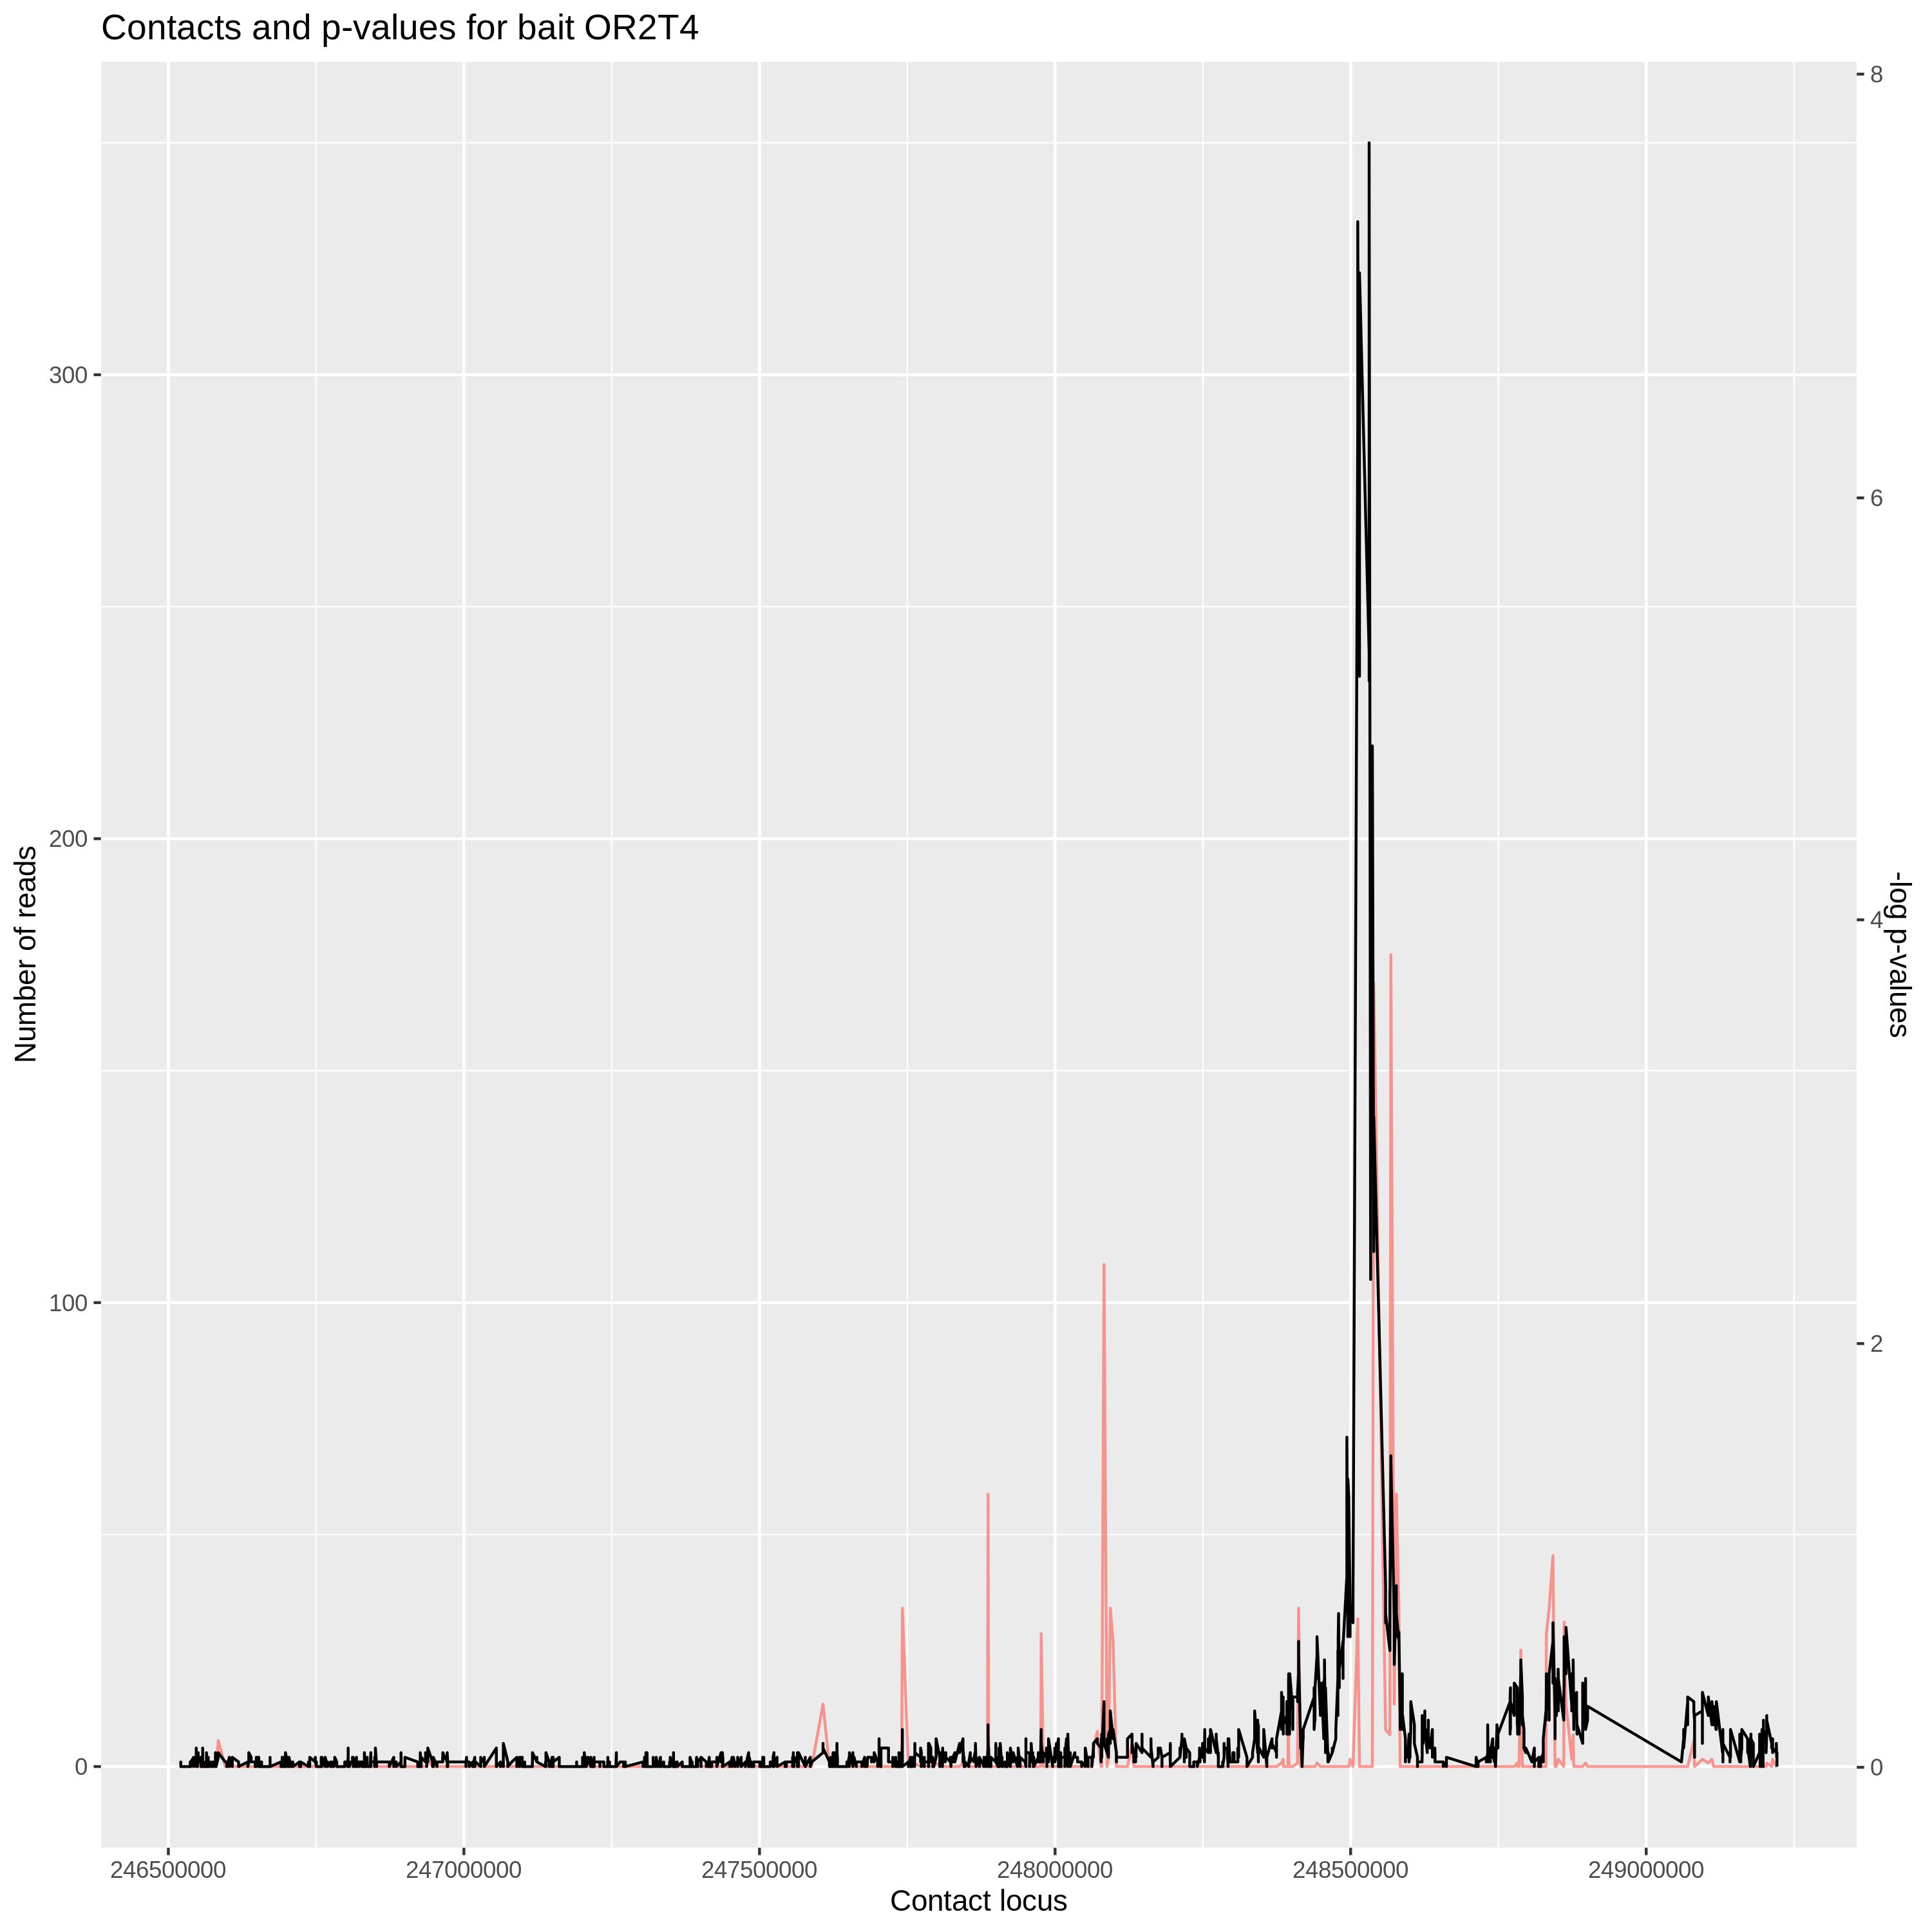 Contacts and p-values for bait OR2T4
Number of reads
300
200
100
0
8
6
4
2
0
-log p-values
246500000 247000000 247500000 248000000 248500000 249000000
Contact locus